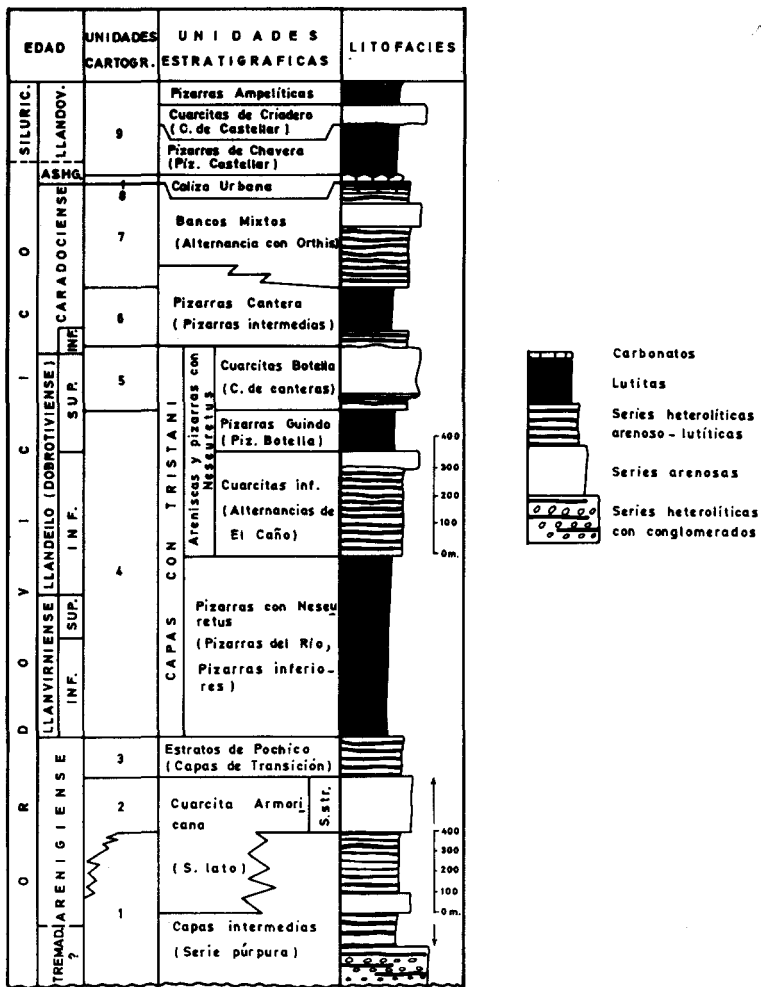 EDAD
UNIDADES
CARTOGR.
UNIDADES
ESTRATIGRAFICAS
LITOFACIES
SILURIC.
LLANDOV.
9
Pizarras Ampelíticas
Cuarcitas de Criadero
(C. de Castellar)
Pizarras de Chavera
(Piz. Castellar)
ORDOVICICO
ASHG.
Caliza Urbana
CARADOCIENSE
8
7
Bancos Mixtos
(Alternancia con Orthis)
6
Pizarras Cantera
(Pizarras intermedias)
INF.
LLANDEILO (DOBROTIVIENSE)
SUP.
5
CAPAS CON TRISTANI
Areniscas y pizarras con
Neseuretus
Cuarcitas Botella
(C. de canteras)
Pizarras Guindo
(Piz. Botella)
INF.
Cuarcitas inf.
(Alternancias de
El Caño)
400
300
200
100
0m.
4
LLANVIRNIENSE
SUP.
INF.
Pizarras con Neseu
retus
(Pizarras del Río,
Pizarras inferio-
res)
ARENIGIENSE
3
Estratos de Pochico
(Capas de Transición)
2
Cuarcita Armori
cana
S.str.
(S. lato)
400
300
200
100
0m.
1
Capas intermedias
(Serie púrpura)
TREMAD.
?
Carbonatos
Lutitas
Series heterolíticas
arenoso-lutíticas
Series arenosas
Series heterolíticas
con conglomerados